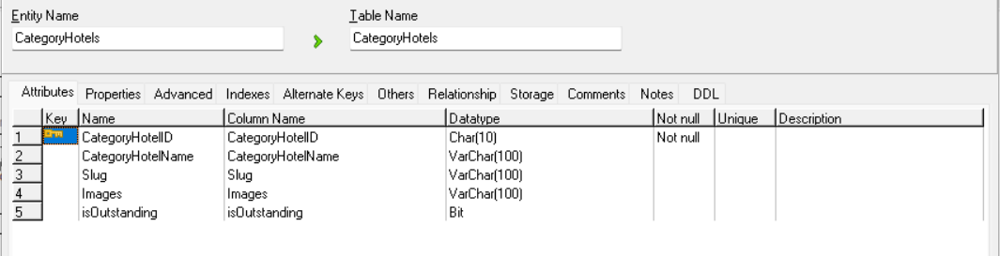 Entity Name Table Name
CategoryHotels CategoryHotels
Attributes Properties Advanced Indexes Alternate Keys Others Relationship Storage Comments Notes DDL
Key Name Column Name Datatype Not null Unique Description
1 CategoryHotelID CategoryHotelID Char(10) Not null
2 CategoryHotelName CategoryHotelName VarChar(100)
3 Slug Slug VarChar(100)
4 Images Images VarChar(100)
5 isOutstanding isOutstanding Bit